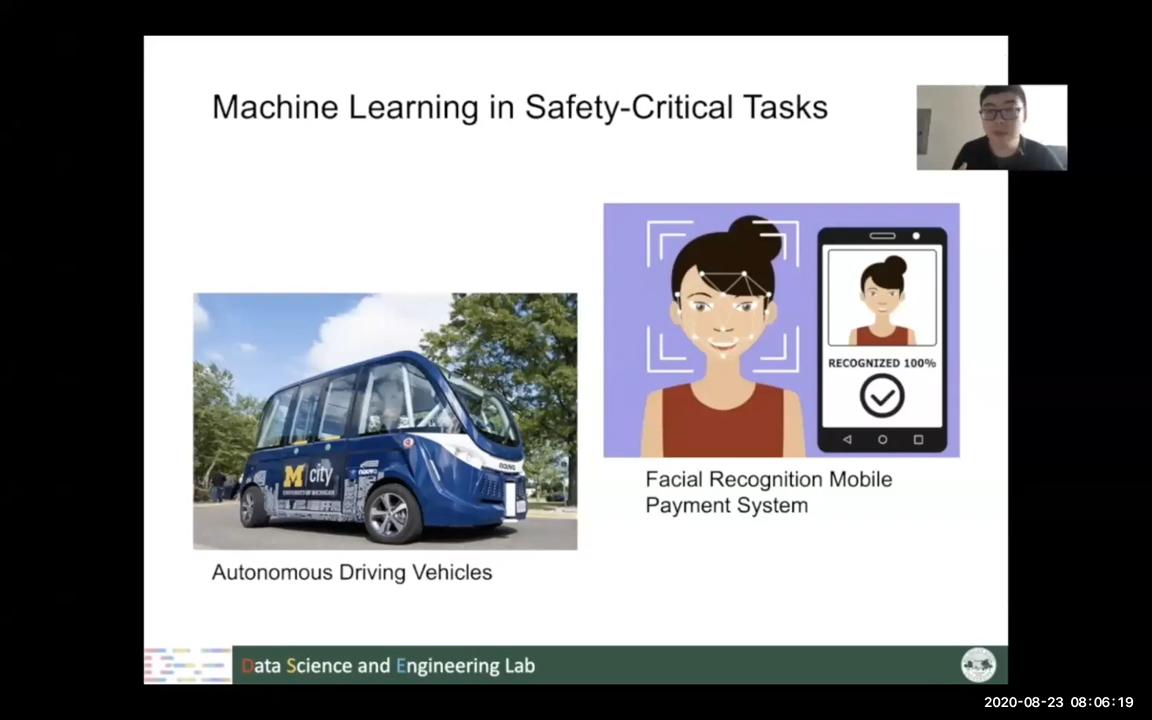 Machine Learning in Safety-Critical Tasks
RECOGNIZED 100%
M city
UNIVERSITY OF MICHIGAN
Facial Recognition Mobile
Payment System
Autonomous Driving Vehicles
Data Science and Engineering Lab
2020-08-23 08:06:19